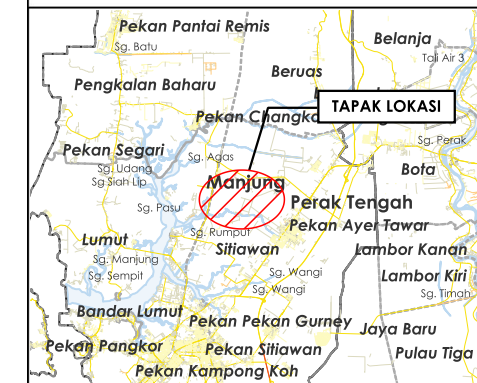 Pekan Pantai Remis
Sg. Batu
Belanja
Tali Air 3
Beruas
Pengkalan Baharu
TAPAK LOKASI
Pekan Changka
Sg. Perak
Pekan Segari
Sg. Agas
Sg. Udang
Bota
Sg Siah Lip
Manjung
Sg. Pasu
Perak Tengah
Pekan Ayer Tawar
Sg. Rumput
Lumut
Sitiawan
Lambor Kanan
Sg. Manjung
Sg. Wangi
Lambor Kiri
Sg. Sempit
Sg. Wangi
Sg. Timah
Bandar Lumut
Pekan Pekan Gurney
Jaya Baru
Pekan Pangkor
Pekan Sitiawan
Pulau Tiga
Pekan Kampong Koh